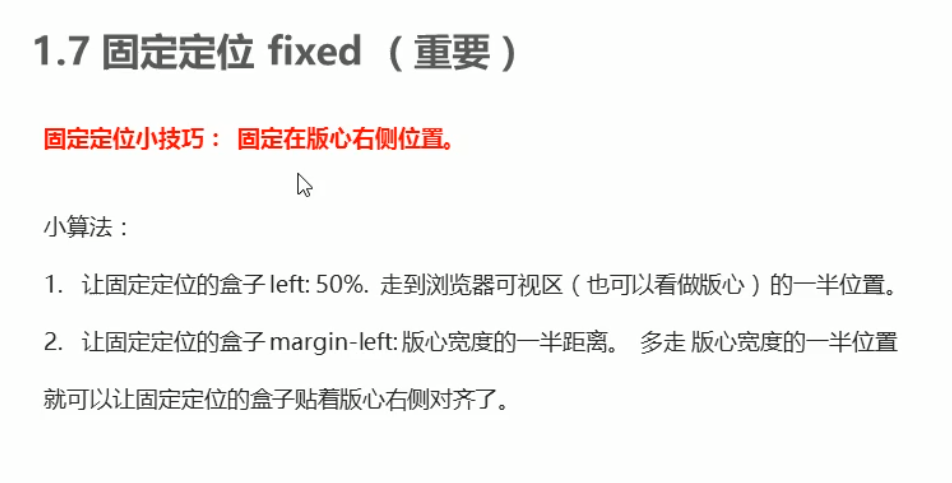 1.7 固定定位 fixed （重要）
固定定位小技巧： 固定在版心右侧位置。
小算法：
1. 让固定定位的盒子 left: 50%. 走到浏览器可视区（也可以看做版心）的一半位置。
2. 让固定定位的盒子 margin-left: 版心宽度的一半距离。 多走 版心宽度的一半位置
就可以让固定定位的盒子贴着版心右侧对齐了。